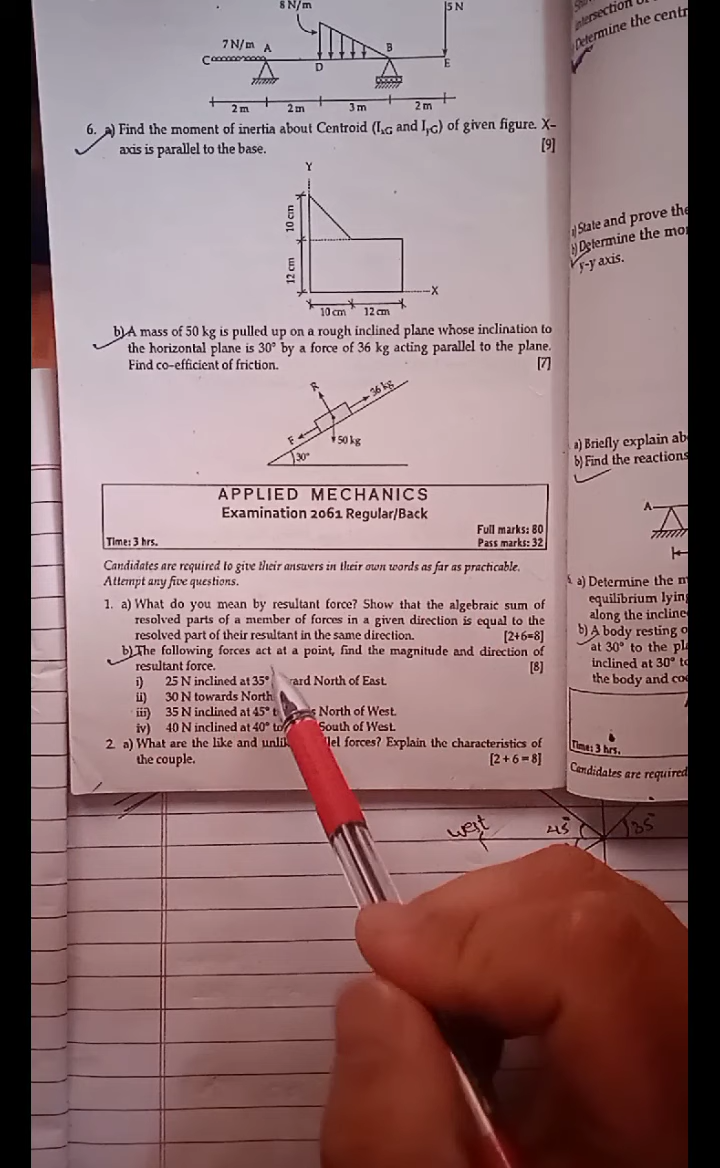 8 N/m
5 N
7 N/m A
C
D
B
E
2 m 2 m 3 m 2 m
6. a) Find the moment of inertia about Centroid (IxG and IyG) of given figure. X-
axis is parallel to the base. [9]
Y
10 cm
12 cm
X
10 cm 12 cm
b) A mass of 50 kg is pulled up on a rough inclined plane whose inclination to
the horizontal plane is 30° by a force of 36 kg acting parallel to the plane.
Find co-efficient of friction. [7]
R
36 kg
F
50 kg
30°
APPLIED MECHANICS
Examination 2061 Regular/Back
Full marks: 80
Time: 3 hrs. Pass marks: 32
Candidates are required to give their answers in their own words as far as practicable.
Attempt any five questions.
1. a) What do you mean by resultant force? Show that the algebraic sum of
resolved parts of a member of forces in a given direction is equal to the
resolved part of their resultant in the same direction. [2+6=8]
b) The following forces act at a point, find the magnitude and direction of
resultant force. [8]
i) 25 N inclined at 35° ard North of East.
ii) 30 N towards North
iii) 35 N inclined at 45° t s North of West.
iv) 40 N inclined at 40° to South of West.
2. a) What are the like and unli lel forces? Explain the characteristics of
the couple. [2 + 6 = 8]
west 45° 35°
intersection
Determine the centr
State and prove the
b) Determine the mo
y-y axis.
a) Briefly explain ab
b) Find the reactions
A
a) Determine the m
equilibrium lying
along the incline
b) A body resting o
at 30° to the pla
inclined at 30° to
the body and co
Time: 3 hrs.
Candidates are required